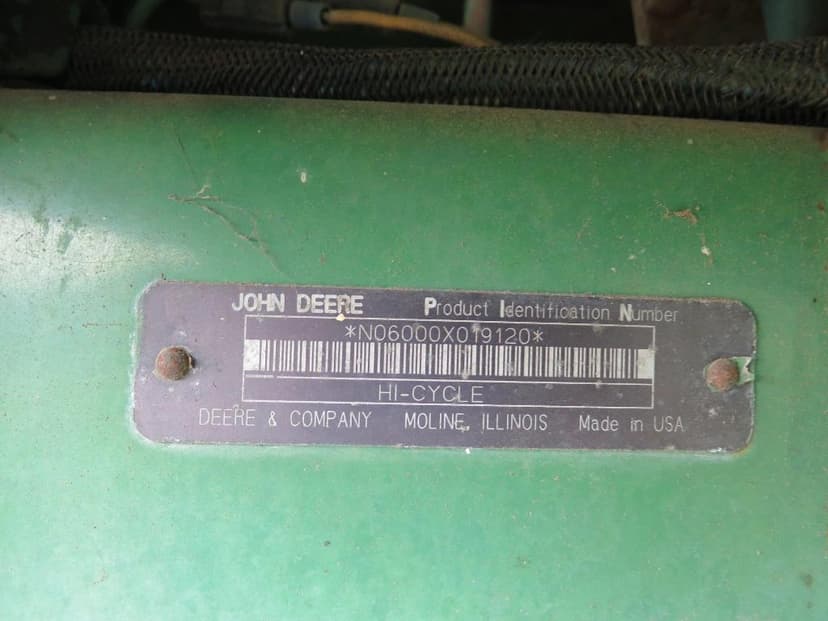 JOHN DEERE Product Identification Number
*N06000X019120*
HI-CYCLE
DEERE & COMPANY MOLINE, ILLINOIS Made in USA